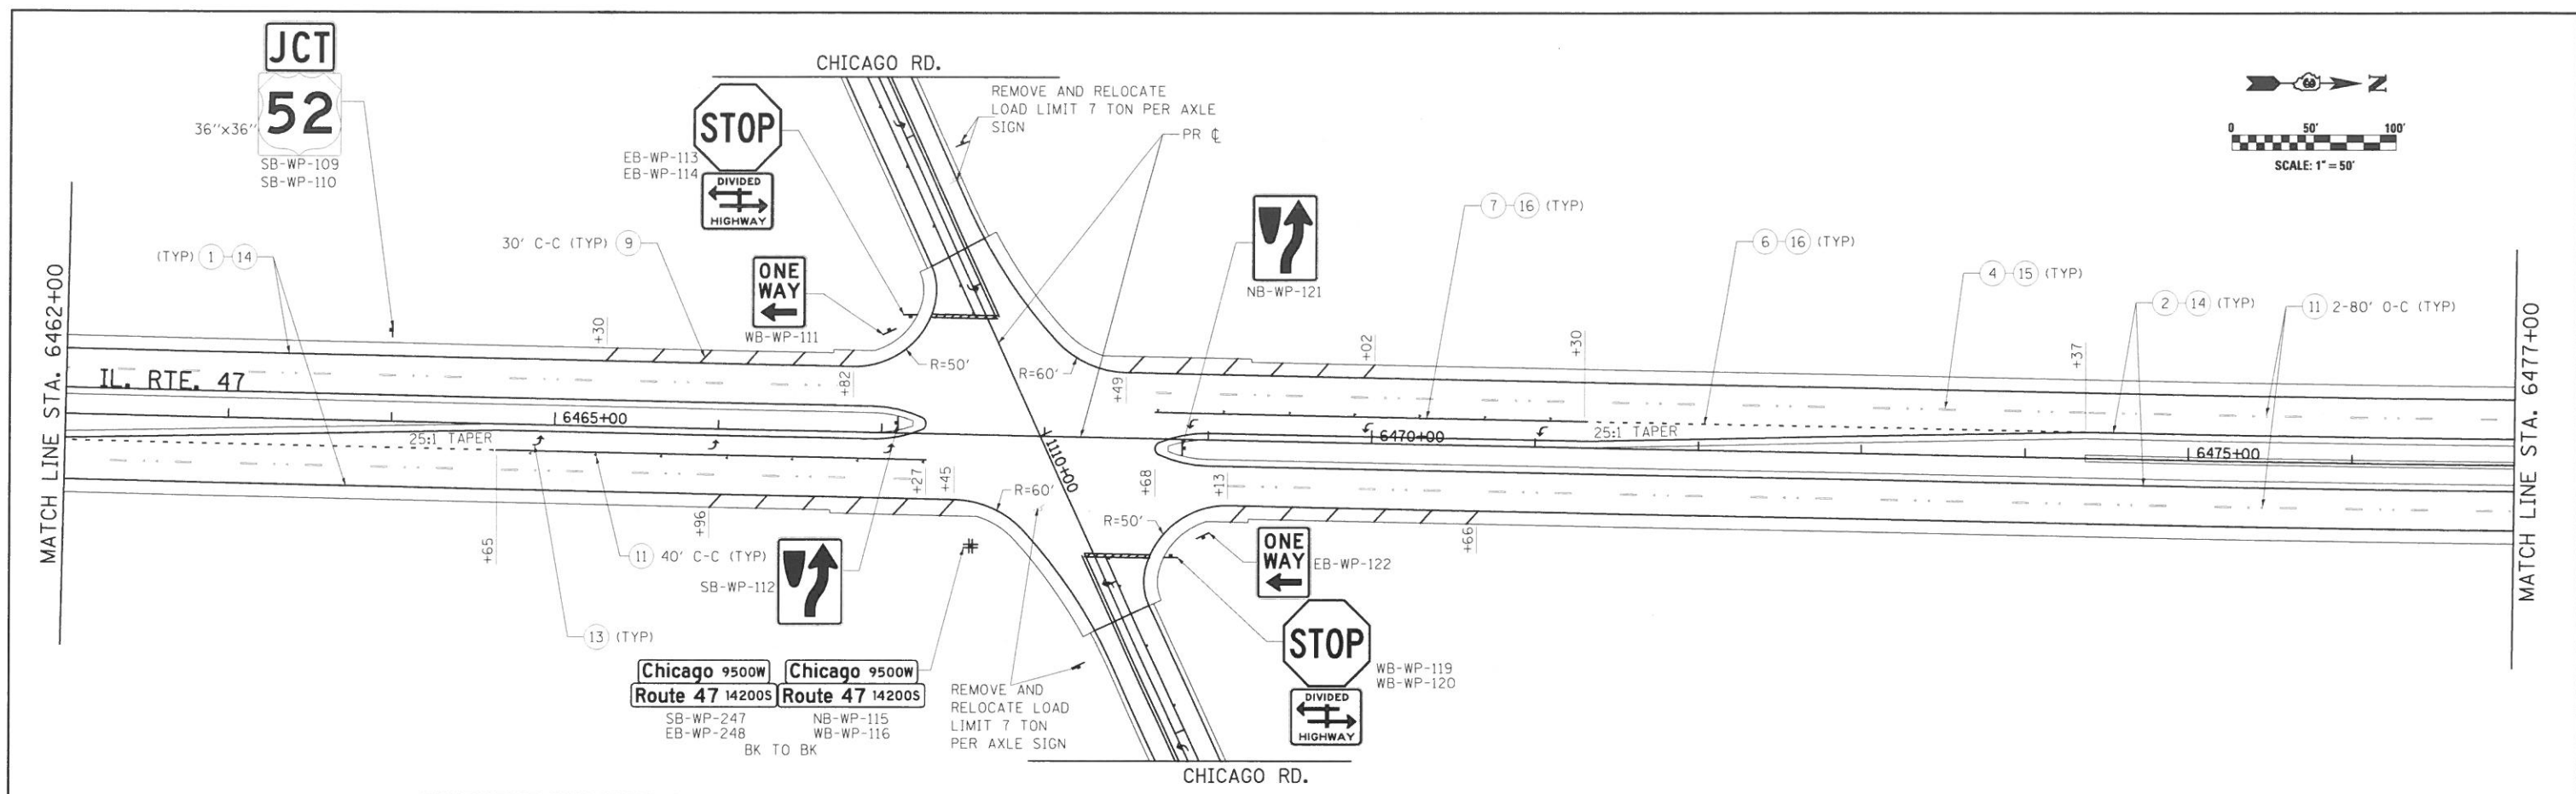 JCT
52
36"x36"
SB-WP-109
SB-WP-110
CHICAGO RD.
STOP
EB-WP-113
EB-WP-114
DIVIDED
HIGHWAY
REMOVE AND RELOCATE
LOAD LIMIT 7 TON PER AXLE
SIGN
PR ℄
N
0 50' 100'
SCALE: 1" = 50'
(TYP) 1 14
30' C-C (TYP) 9
ONE
WAY
WB-WP-111
NB-WP-121
7 16 (TYP)
6 16 (TYP)
4 15 (TYP)
2 14 (TYP)
11 2-80' O-C (TYP)
MATCH LINE STA. 6462+00
MATCH LINE STA. 6477+00
+30
+82
R=50'
R=60'
+49
+02
+30
+37
IL. RTE. 47
6465+00
25:1 TAPER
6470+00
25:1 TAPER
6475+00
1110+00
+65
+96
+27
+45
R=60'
+68
+13
R=50'
+66
11 40' C-C (TYP)
SB-WP-112
13 (TYP)
ONE
WAY
EB-WP-122
STOP
WB-WP-119
WB-WP-120
DIVIDED
HIGHWAY
Chicago 9500W Chicago 9500W
Route 47 14200S Route 47 14200S
SB-WP-247 NB-WP-115
EB-WP-248 WB-WP-116
BK TO BK
REMOVE AND
RELOCATE LOAD
LIMIT 7 TON
PER AXLE SIGN
CHICAGO RD.